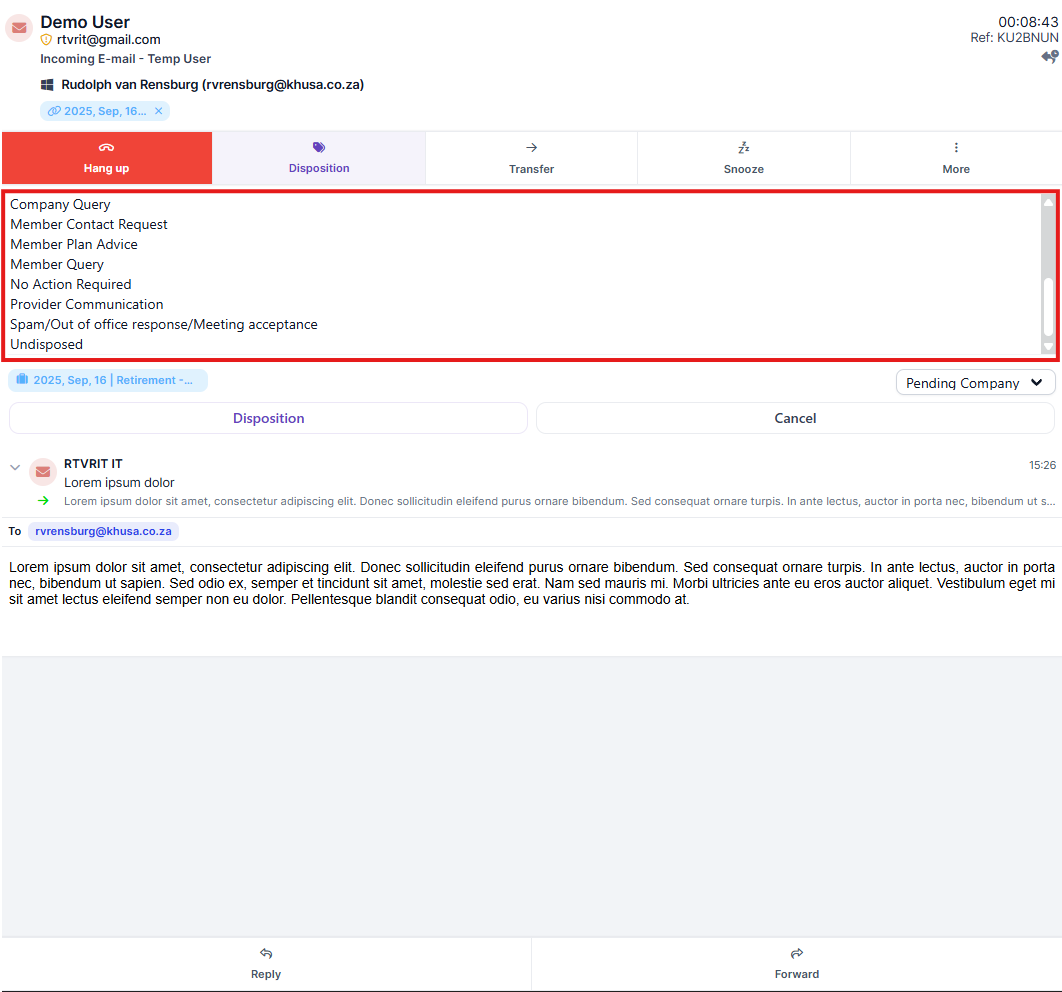 Demo User
00:08:43
rtvrit@gmail.com
Ref: KU2BNUN
Incoming E-mail - Temp User
Rudolph van Rensburg (rvrensburg@khusa.co.za)
2025, Sep, 16...
Hang up
Disposition
Transfer
Snooze
More
Company Query
Member Contact Request
Member Plan Advice
Member Query
No Action Required
Provider Communication
Spam/Out of office response/Meeting acceptance
Undisposed
2025, Sep, 16 | Retirement -...
Pending Company
Disposition
Cancel
RTVRIT IT
15:26
Lorem ipsum dolor
Lorem ipsum dolor sit amet, consectetur adipiscing elit. Donec sollicitudin eleifend purus ornare bibendum. Sed consequat ornare turpis. In ante lectus, auctor in porta nec, bibendum ut s...
To rvrensburg@khusa.co.za
Lorem ipsum dolor sit amet, consectetur adipiscing elit. Donec sollicitudin eleifend purus ornare bibendum. Sed consequat ornare turpis. In ante lectus, auctor in porta
nec, bibendum ut sapien. Sed odio ex, semper et tincidunt sit amet, molestie sed erat. Nam sed mauris mi. Morbi ultricies ante eu eros auctor aliquet. Vestibulum eget mi
sit amet lectus eleifend semper non eu dolor. Pellentesque blandit consequat odio, eu varius nisi commodo at.
Reply
Forward